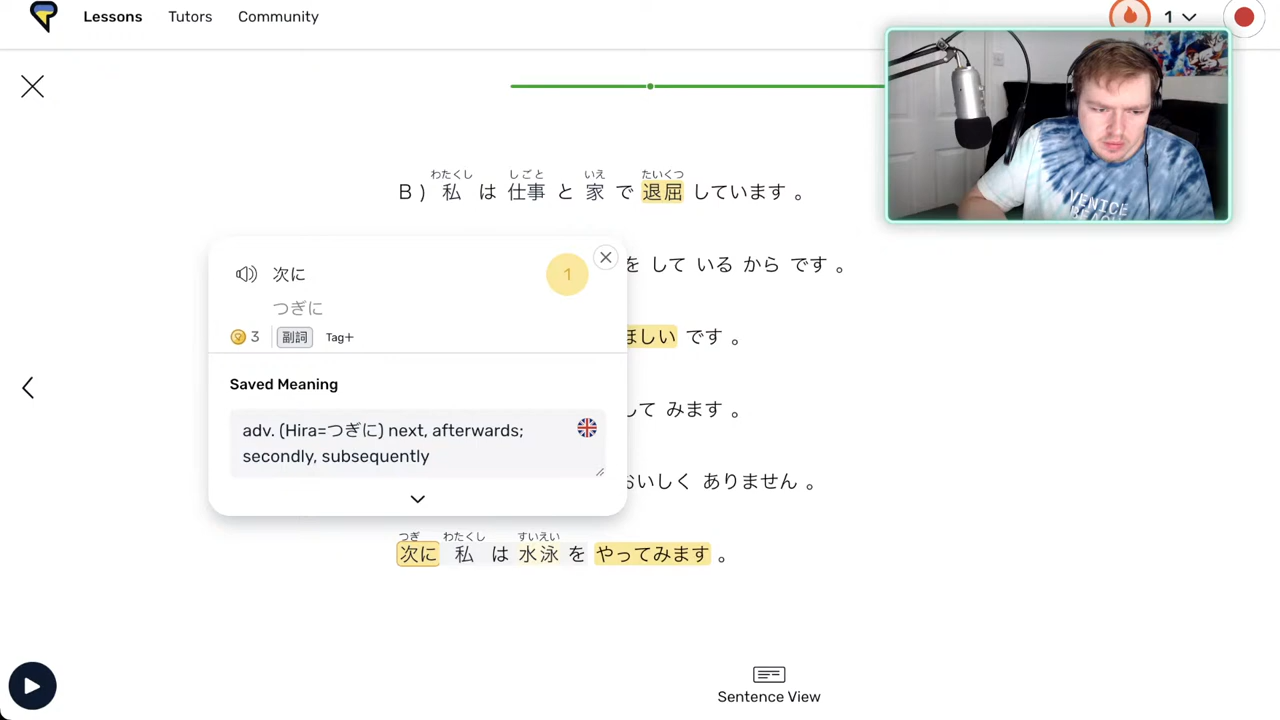 Lessons Tutors Community 1
わたくし しごと いえ たいくつ
B ) 私 は 仕事 と 家 で 退屈 しています 。
次に
1
を して いる から です 。
つぎに
3 副詞 Tag+
ほしい です 。
Saved Meaning
して みます 。
adv. (Hira=つぎに) next, afterwards;
secondly, subsequently
おいしく ありません 。
つぎ わたくし すいえい
次に 私 は 水泳 を やってみます 。
Sentence View
VENICE
BEACH